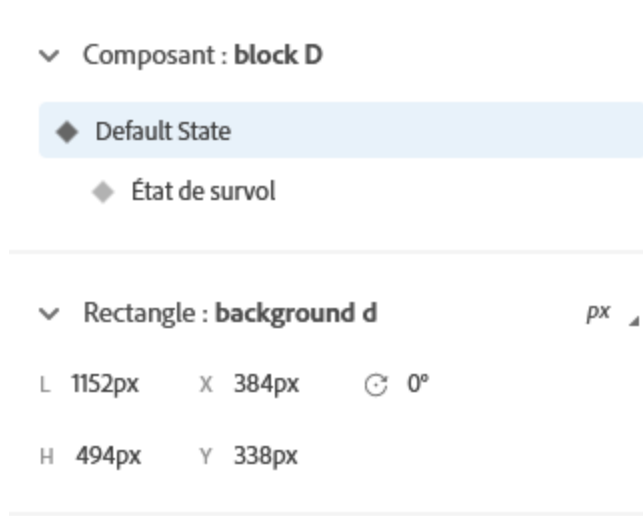 Composant : block D
Default State
État de survol
Rectangle : background d px
L 1152px X 384px 0°
H 494px Y 338px